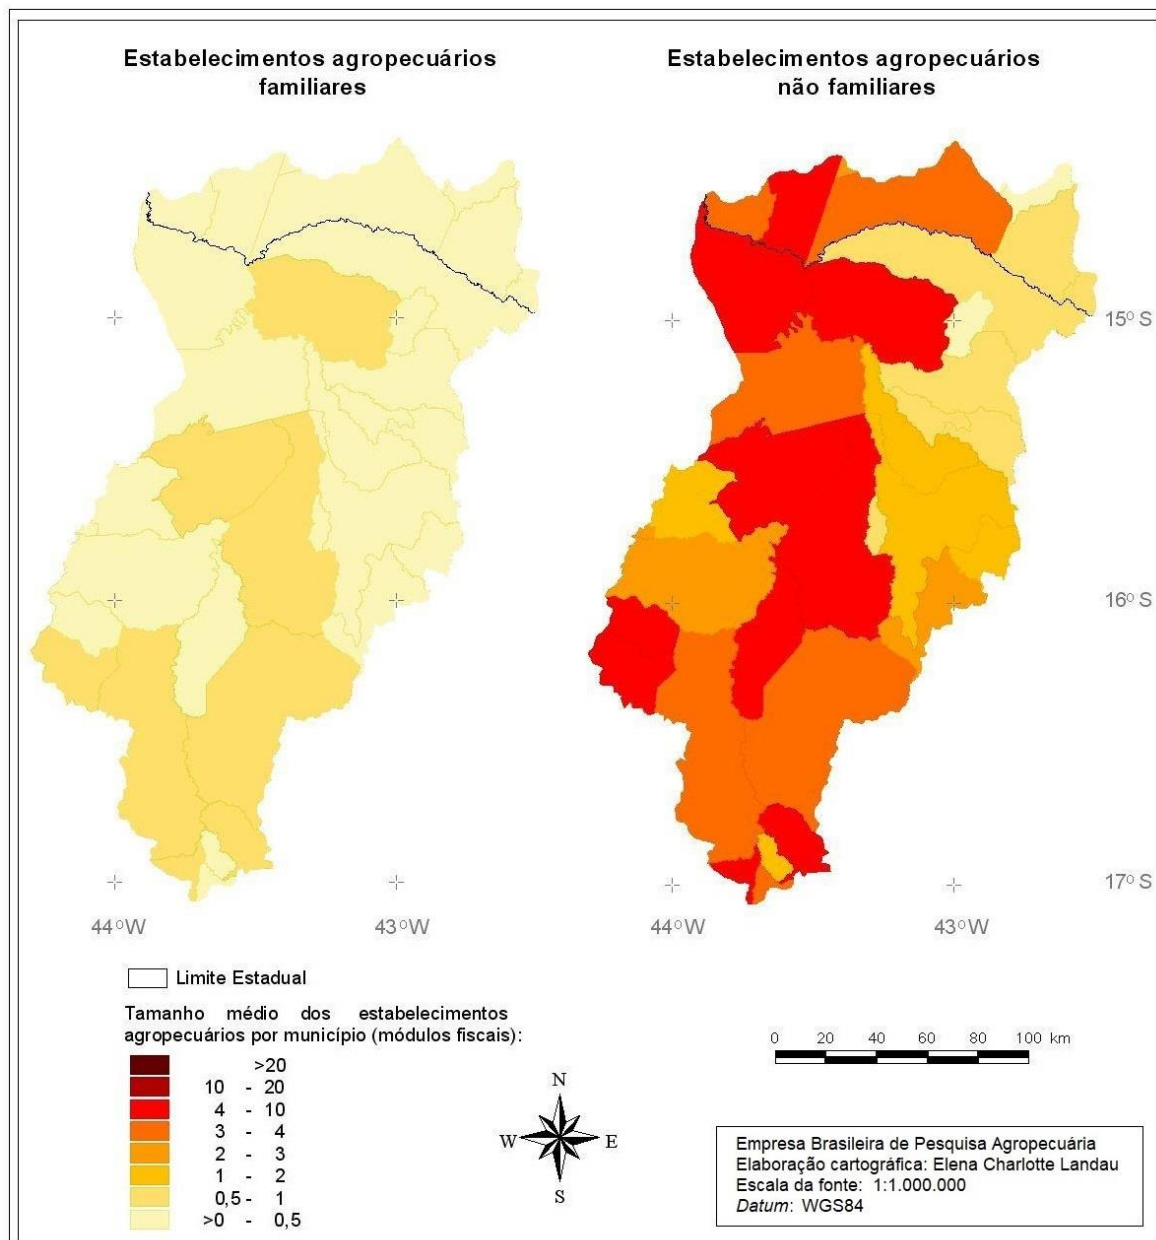 Estabelecimentos agropecuários
familiares
Estabelecimentos agropecuários
não familiares
15º S
16º S
17º S
44ºW
43ºW
44ºW
43ºW
Limite Estadual
Tamanho médio dos estabelecimentos
agropecuários por município (módulos fiscais):
>20
10 - 20
4 - 10
3 - 4
2 - 3
1 - 2
0,5 - 1
>0 - 0,5
0 20 40 60 80 100 km
N
W E
S
Empresa Brasileira de Pesquisa Agropecuária
Elaboração cartográfica: Elena Charlotte Landau
Escala da fonte: 1:1.000.000
Datum: WGS84